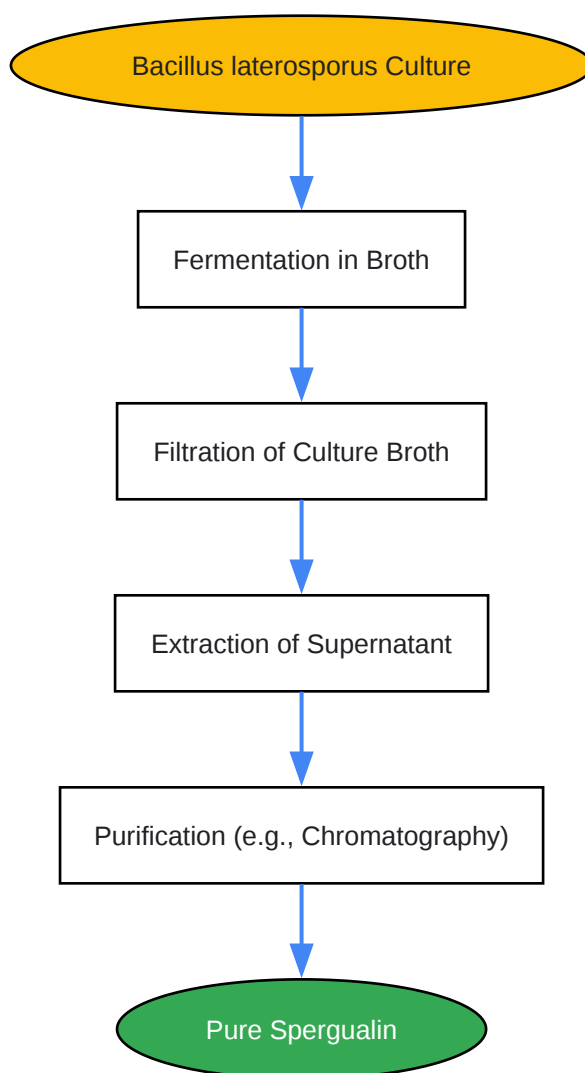 Bacillus laterosporus Culture
Fermentation in Broth
Filtration of Culture Broth
Extraction of Supernatant
Purification (e.g., Chromatography)
Pure Spergualin